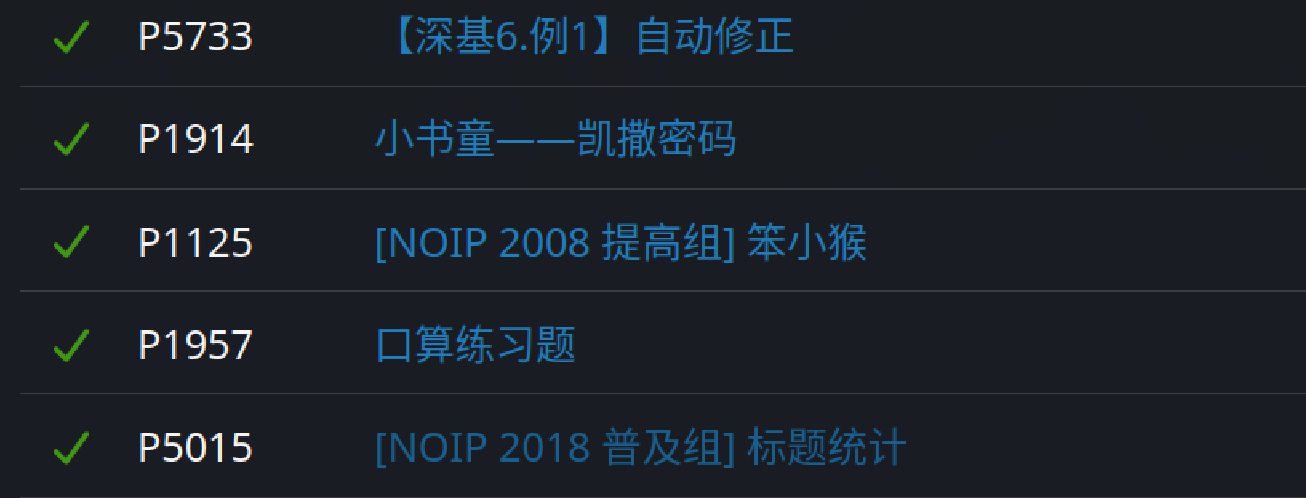 P5733 【深基6.例1】自动修正
P1914 小书童——凯撒密码
P1125 [NOIP 2008 提高组] 笨小猴
P1957 口算练习题
P5015 [NOIP 2018 普及组] 标题统计